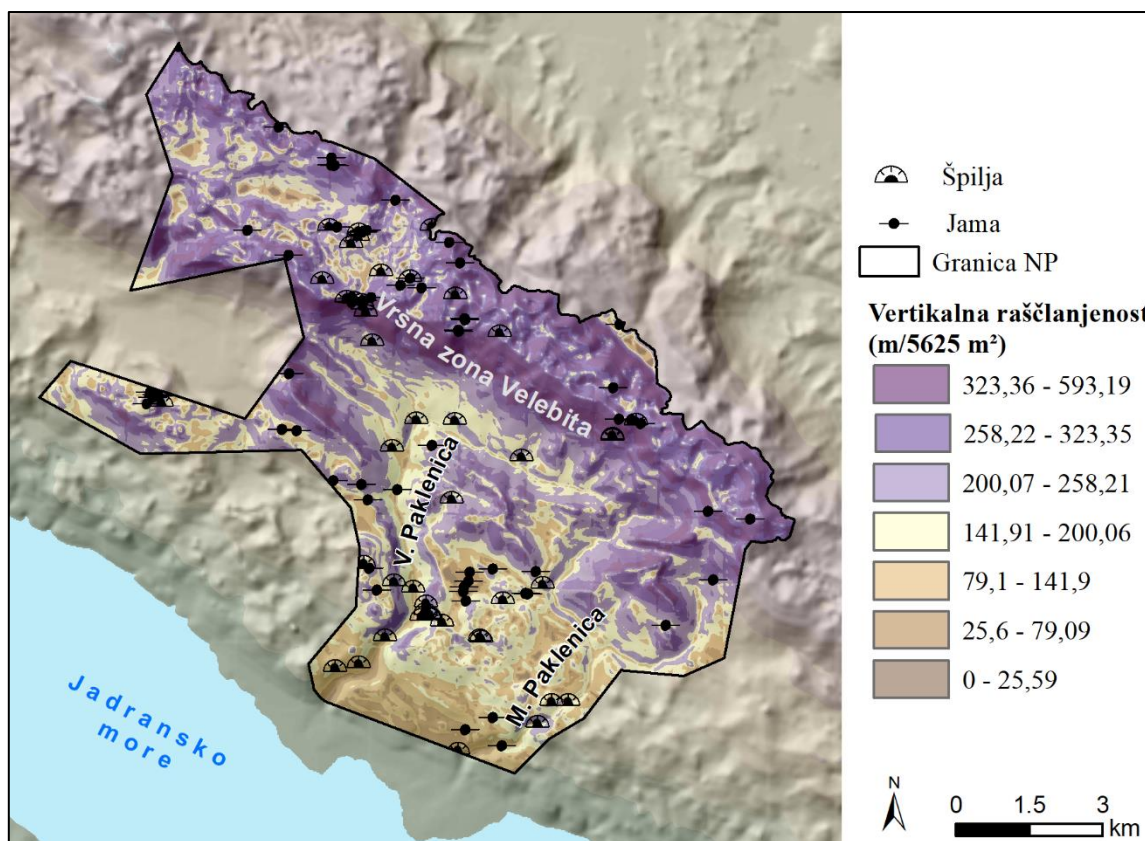 Vršna zona Velebita
V. Paklenica
M. Paklenica
Jadransko
more
Špilja
Jama
Granica NP
Vertikalna raščlanjenost
(m/5625 m²)
323,36 - 593,19
258,22 - 323,35
200,07 - 258,21
141,91 - 200,06
79,1 - 141,9
25,6 - 79,09
0 - 25,59
N
0 1.5 3
km